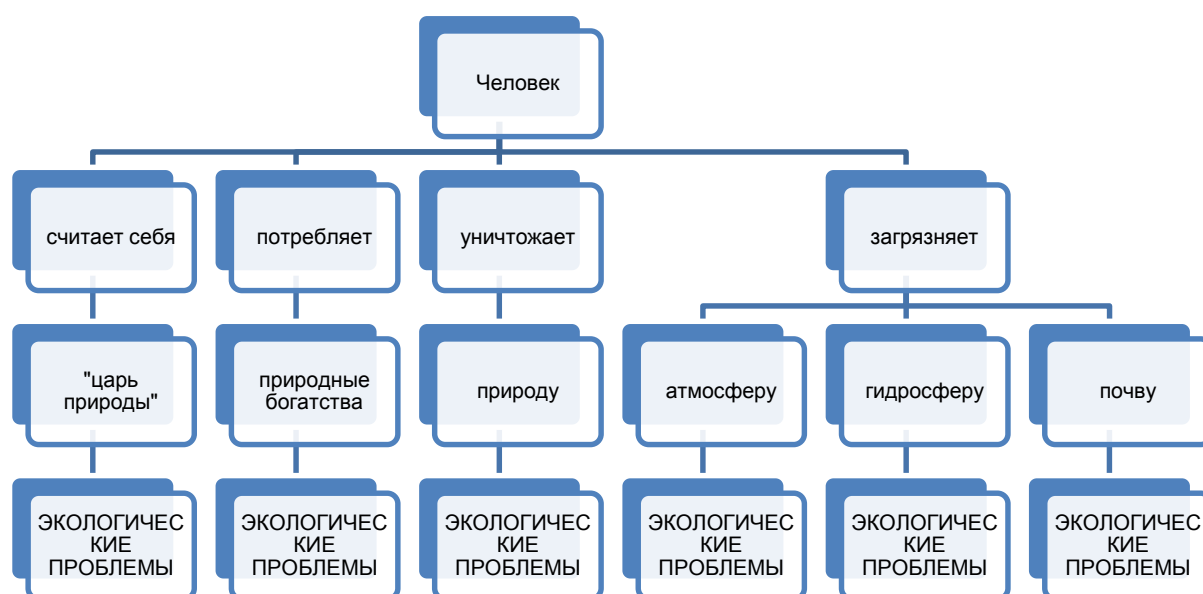 Человек
считает себя
потребляет
уничтожает
загрязняет
"царь
природы"
природные
богатства
природу
атмосферу
гидросферу
почву
ЭКОЛОГИЧЕС
КИЕ
ПРОБЛЕМЫ
ЭКОЛОГИЧЕС
КИЕ
ПРОБЛЕМЫ
ЭКОЛОГИЧЕС
КИЕ
ПРОБЛЕМЫ
ЭКОЛОГИЧЕС
КИЕ
ПРОБЛЕМЫ
ЭКОЛОГИЧЕС
КИЕ
ПРОБЛЕМЫ
ЭКОЛОГИЧЕС
КИЕ
ПРОБЛЕМЫ